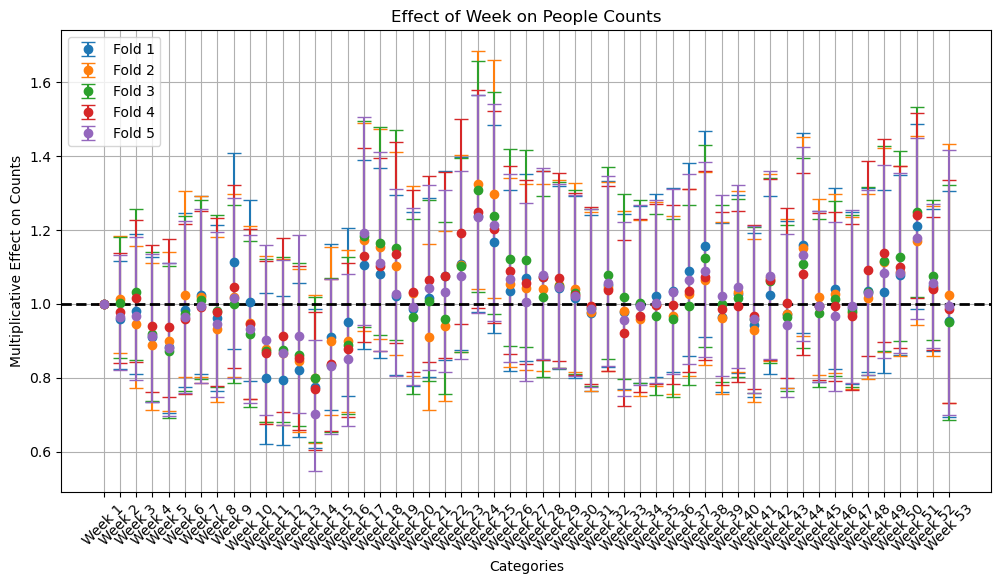 Effect of Week on People Counts
Multiplicative Effect on Counts
1.6
1.4
1.2
1.0
0.8
0.6
Fold 1
Fold 2
Fold 3
Fold 4
Fold 5
Week 1
Week 2
Week 3
Week 4
Week 5
Week 6
Week 7
Week 8
Week 9
Week 10
Week 11
Week 12
Week 13
Week 14
Week 15
Week 16
Week 17
Week 18
Week 19
Week 20
Week 21
Week 22
Week 23
Week 24
Week 25
Week 26
Week 27
Week 28
Week 29
Week 30
Week 31
Week 32
Week 33
Week 34
Week 35
Week 36
Week 37
Week 38
Week 39
Week 40
Week 41
Week 42
Week 43
Week 44
Week 45
Week 46
Week 47
Week 48
Week 49
Week 50
Week 51
Week 52
Week 53
Categories